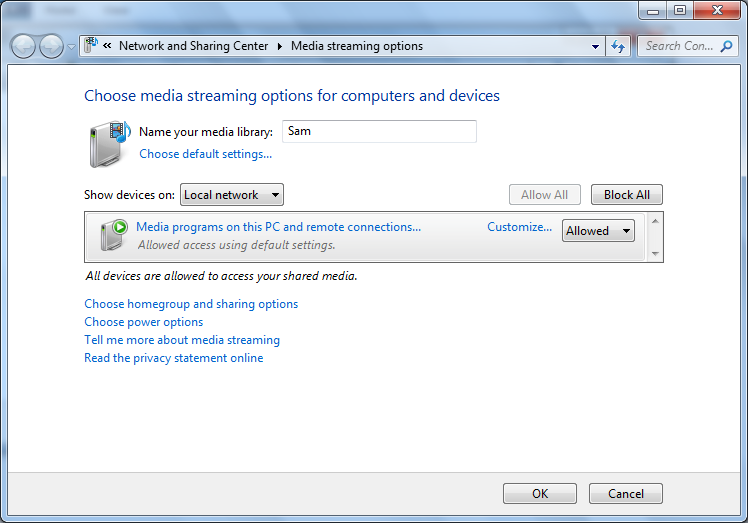 « Network and Sharing Center ▸ Media streaming options
Search Con...
Choose media streaming options for computers and devices
Name your media library: Sam
Choose default settings...
Show devices on: Local network
Allow All
Block All
Media programs on this PC and remote connections...
Customize...
Allowed
Allowed access using default settings.
All devices are allowed to access your shared media.
Choose homegroup and sharing options
Choose power options
Tell me more about media streaming
Read the privacy statement online
OK
Cancel